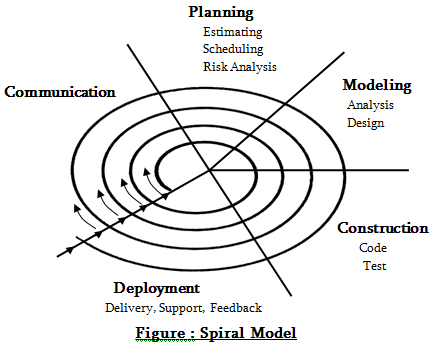 Planning
Estimating
Scheduling
Risk Analysis
Communication
Modeling
Analysis
Design
Construction
Code
Test
Deployment
Delivery, Support, Feedback
Figure : Spiral Model